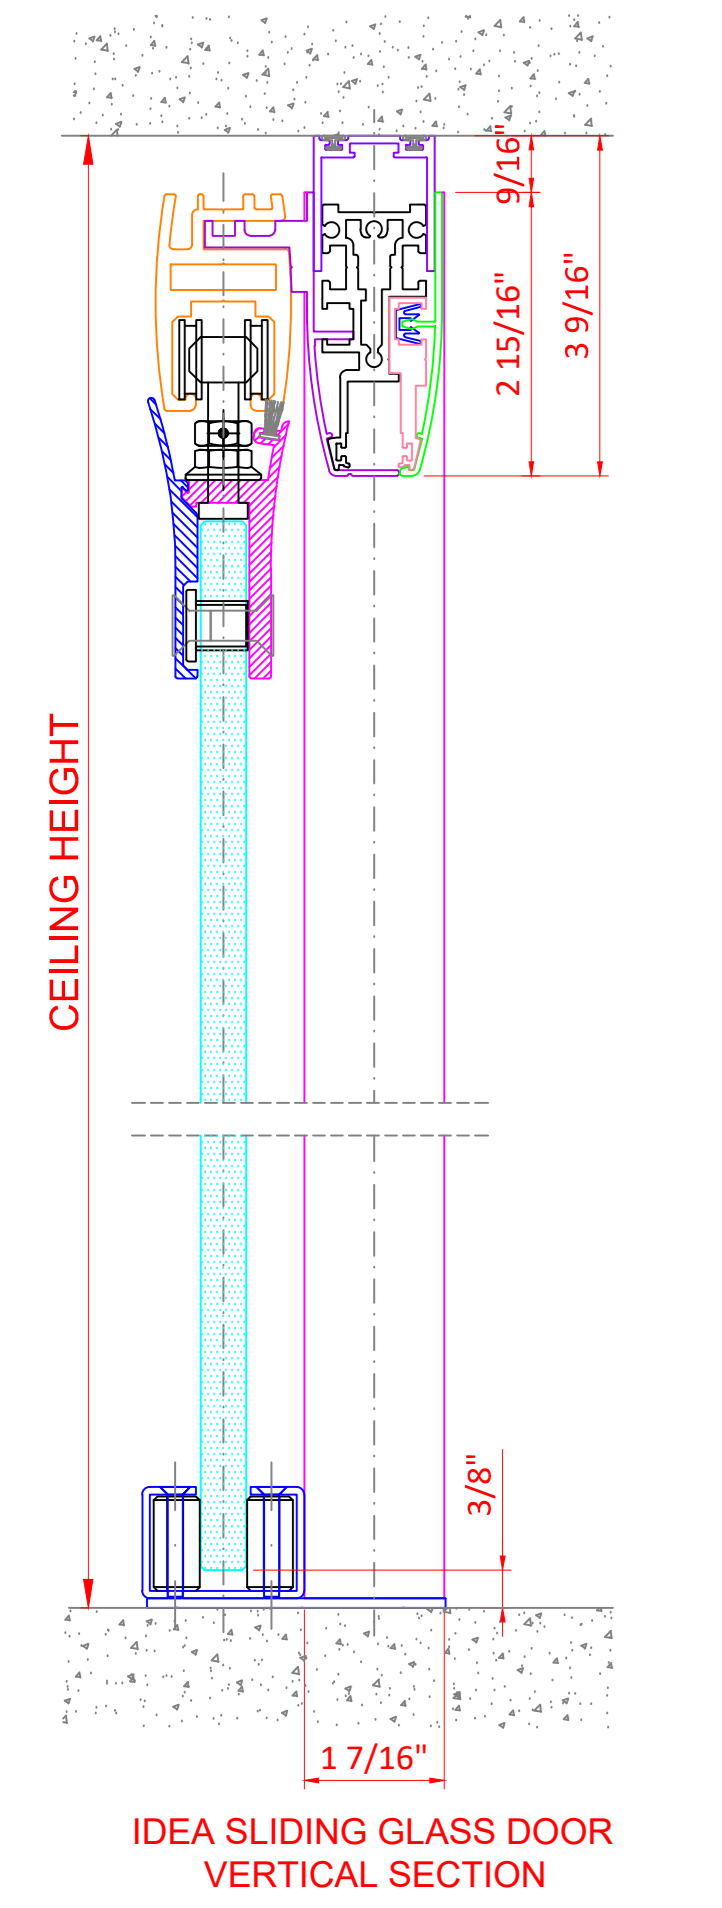 9/16"
2 15/16"
3 9/16"
CEILING HEIGHT
3/8"
1 7/16"
IDEA SLIDING GLASS DOOR
VERTICAL SECTION